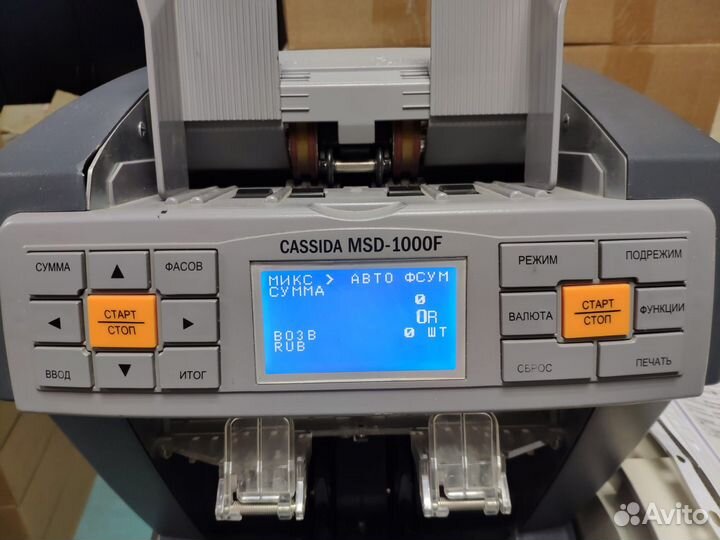 CASSIDA MSD-1000F
СУММА
ФАСОВ
СТАРТ
СТОП
ВВОД
ИТОГ
МИКС > АВТО ФСУМ
СУММА
0
0R
ВОЗВ 0 ШТ
RUB
РЕЖИМ
ПОДРЕЖИМ
ВАЛЮТА
СТАРТ
СТОП
ФУНКЦИИ
СБРОС
ПЕЧАТЬ
Avito